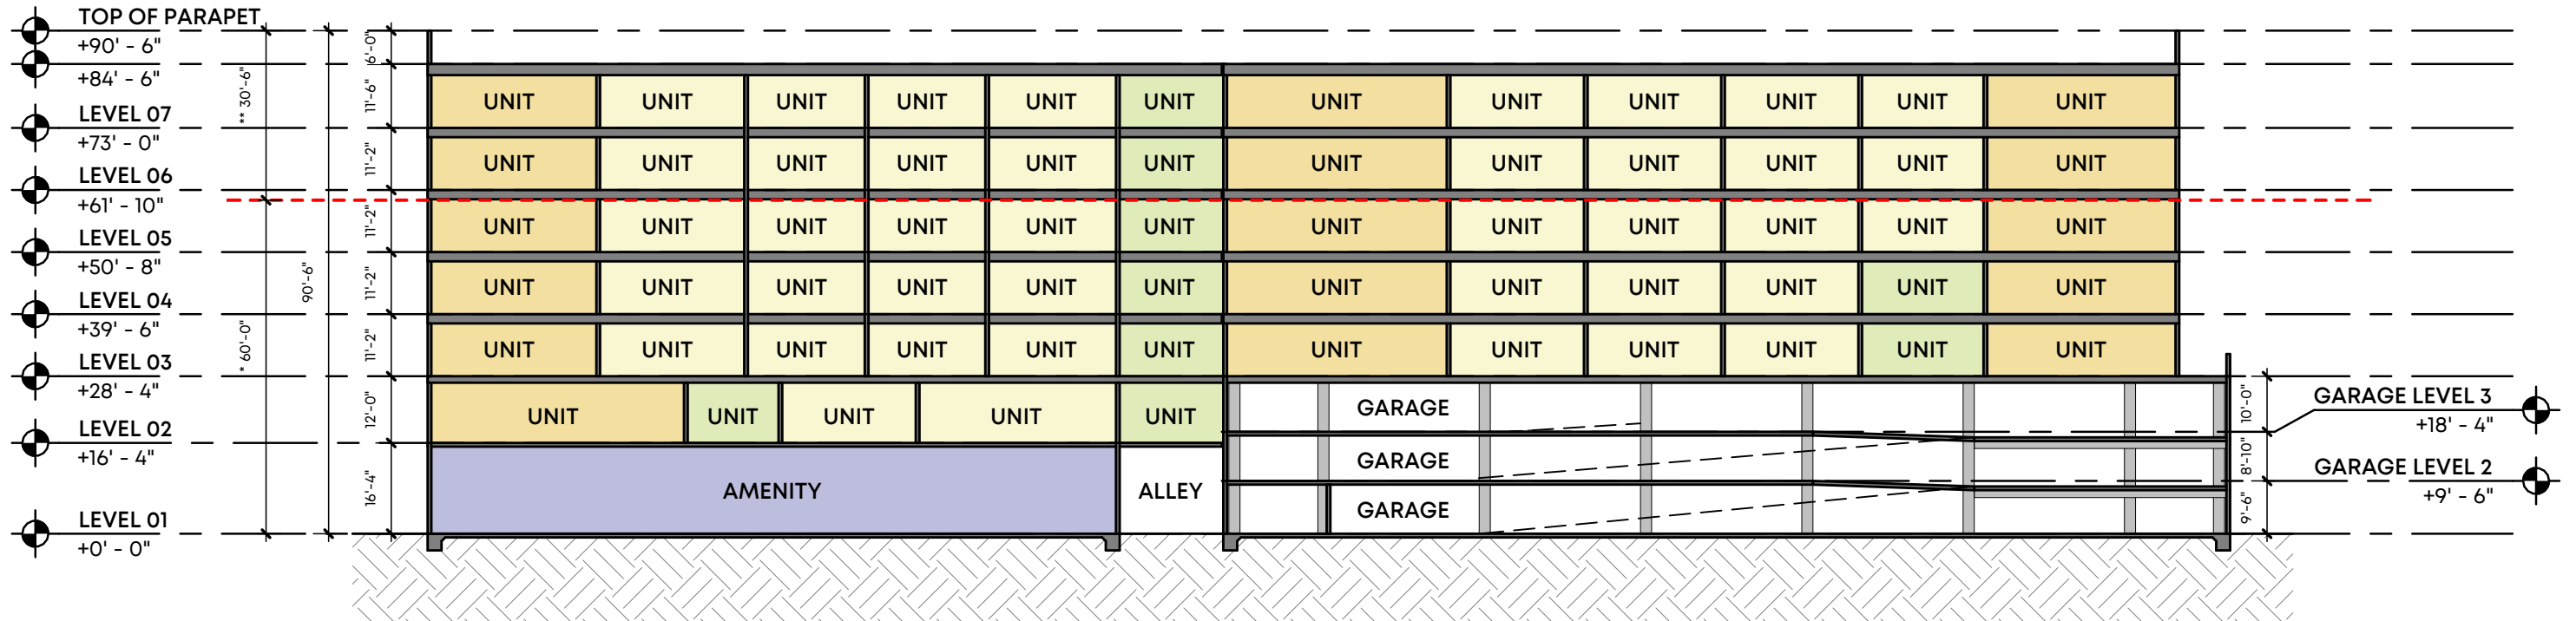 TOP OF PARAPET
+90' - 6"
+84' - 6"
LEVEL 07
+73' - 0"
LEVEL 06
+61' - 10"
LEVEL 05
+50' - 8"
LEVEL 04
+39' - 6"
LEVEL 03
+28' - 4"
LEVEL 02
+16' - 4"
LEVEL 01
+0' - 0"
** 30'-6"
* 60'-0"
90'-6"
6'-0"
11'-6"
11'-2"
11'-2"
11'-2"
11'-2"
12'-0"
16'-4"
UNIT UNIT UNIT UNIT UNIT UNIT UNIT UNIT UNIT UNIT UNIT UNIT
UNIT UNIT UNIT UNIT UNIT UNIT UNIT UNIT UNIT UNIT UNIT UNIT
UNIT UNIT UNIT UNIT UNIT UNIT UNIT UNIT UNIT UNIT UNIT UNIT
UNIT UNIT UNIT UNIT UNIT UNIT UNIT UNIT UNIT UNIT UNIT UNIT
UNIT UNIT UNIT UNIT UNIT UNIT UNIT UNIT UNIT UNIT UNIT UNIT
UNIT UNIT UNIT UNIT UNIT GARAGE
GARAGE
AMENITY ALLEY GARAGE
10'-0"
8'-10"
9'-6"
GARAGE LEVEL 3
+18' - 4"
GARAGE LEVEL 2
+9' - 6"